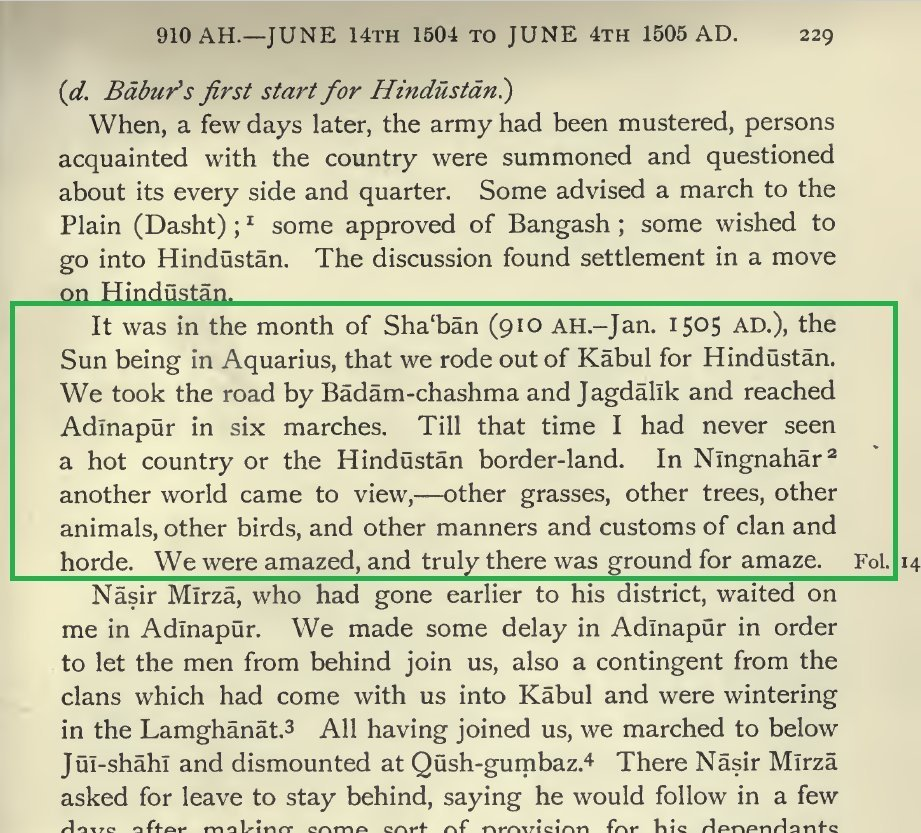 910 AH.—JUNE 14TH 1504 TO JUNE 4TH 1505 AD. 229
(d. Bābur's first start for Hindūstān.)
When, a few days later, the army had been mustered, persons
acquainted with the country were summoned and questioned
about its every side and quarter. Some advised a march to the
Plain (Dasht) ;¹ some approved of Bangash ; some wished to
go into Hindūstān. The discussion found settlement in a move
on Hindūstān.
It was in the month of Sha‘bān (910 AH.–Jan. 1505 AD.), the
Sun being in Aquarius, that we rode out of Kābul for Hindūstān.
We took the road by Bādām-chashma and Jagdālīk and reached
Adīnapūr in six marches. Till that time I had never seen
a hot country or the Hindūstān border-land. In Nīngnahār²
another world came to view,—other grasses, other trees, other
animals, other birds, and other manners and customs of clan and
horde. We were amazed, and truly there was ground for amaze. Fol. 14
Nāṣir Mīrzā, who had gone earlier to his district, waited on
me in Adīnapūr. We made some delay in Adīnapūr in order
to let the men from behind join us, also a contingent from the
clans which had come with us into Kābul and were wintering
in the Lamghānāt.³ All having joined us, we marched to below
Jūī-shāhī and dismounted at Qūsh-guṃbaz.⁴ There Nāṣir Mīrzā
asked for leave to stay behind, saying he would follow in a few
days after making some sort of provision for his dependants